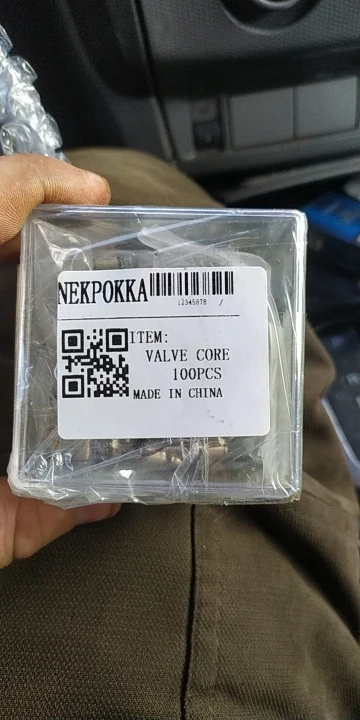 NEKPOKKA
12345678 /
ITEM:
VALVE CORE
100PCS
MADE IN CHINA